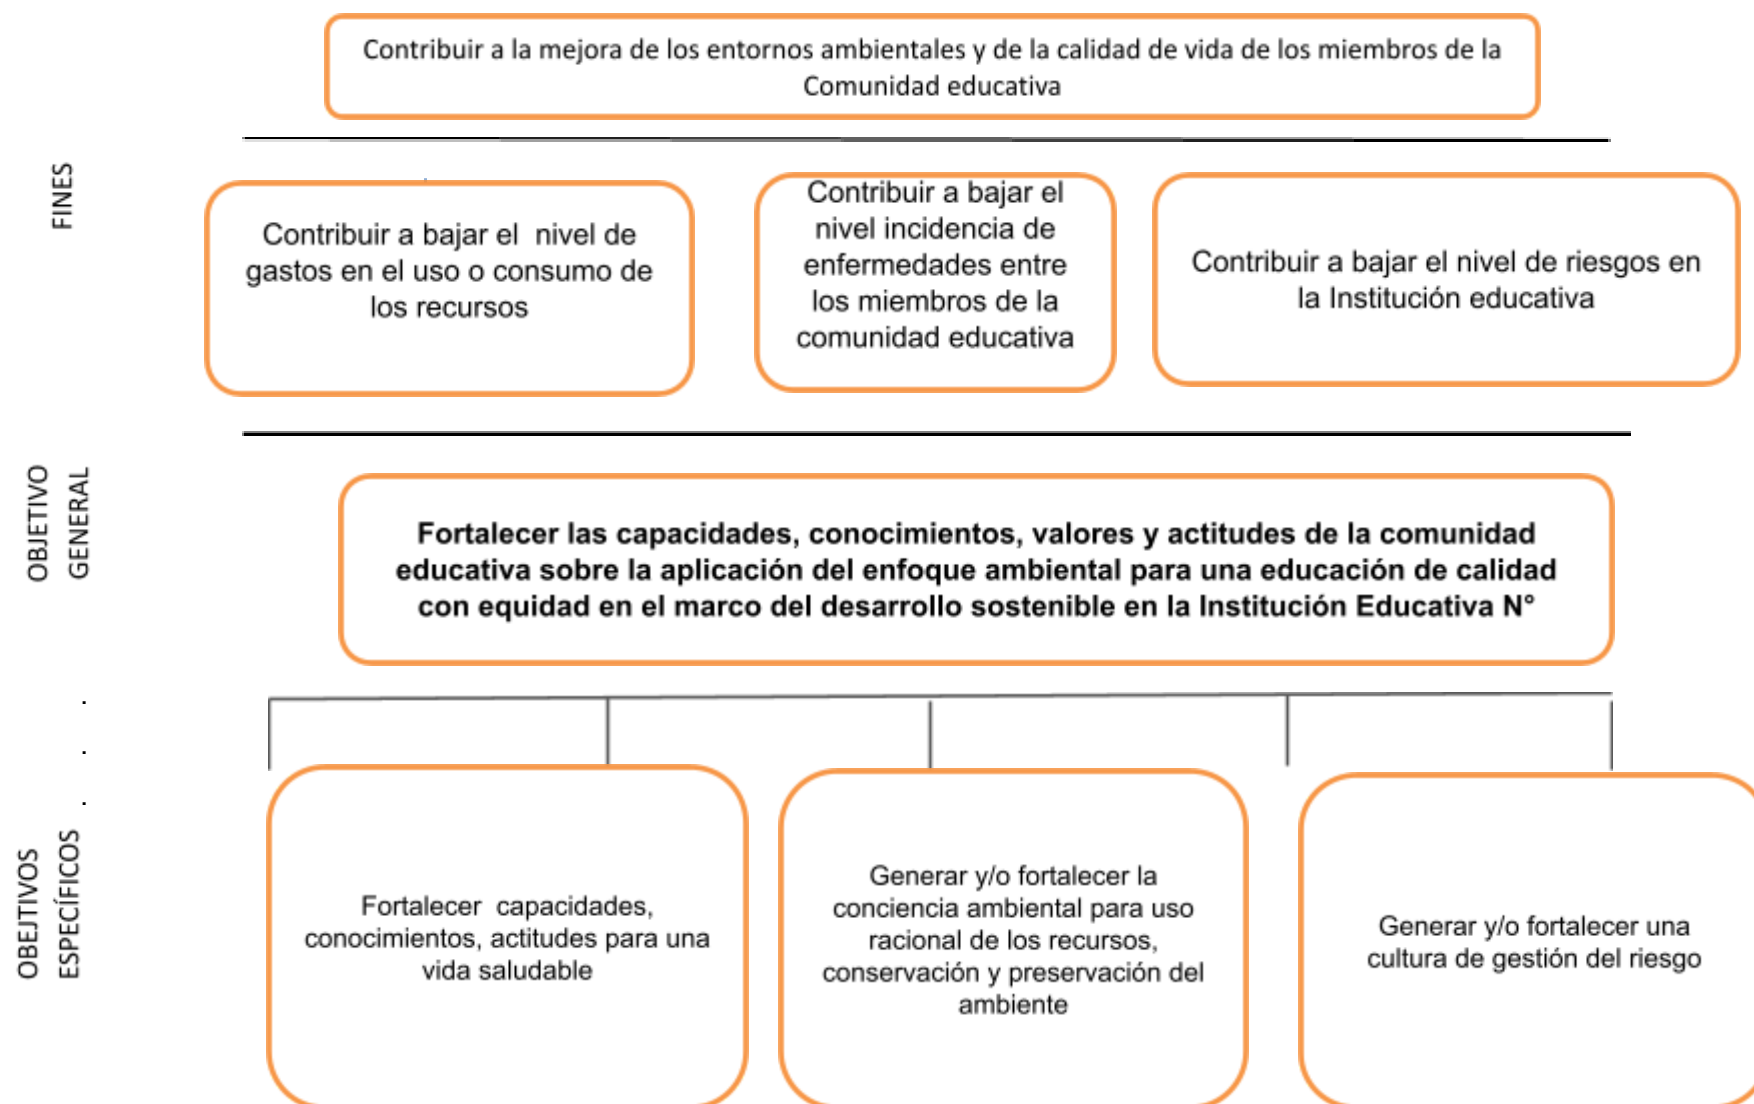 Contribuir a la mejora de los entornos ambientales y de la calidad de vida de los miembros de la
Comunidad educativa
FINES
Contribuir a bajar el  nivel de
gastos en el uso o consumo de
los recursos
Contribuir a bajar el
nivel incidencia de
enfermedades entre
los miembros de la
comunidad educativa
Contribuir a bajar el nivel de riesgos en
la Institución educativa
OBJETIVO
GENERAL
Fortalecer las capacidades, conocimientos, valores y actitudes de la comunidad
educativa sobre la aplicación del enfoque ambiental para una educación de calidad
con equidad en el marco del desarrollo sostenible en la Institución Educativa N°
.
.
.
OBEJTIVOS
ESPECÍFICOS
Fortalecer  capacidades,
conocimientos, actitudes para una
vida saludable
Generar y/o fortalecer la
conciencia ambiental para uso
racional de los recursos,
conservación y preservación del
ambiente
Generar y/o fortalecer una
cultura de gestión del riesgo